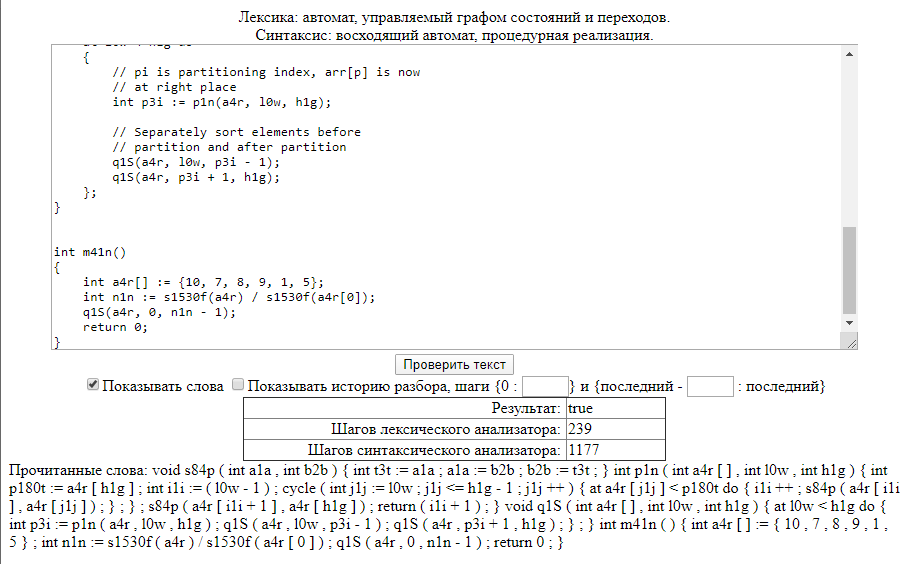 Лексика: автомат, управляемый графом состояний и переходов.
Синтаксис: восходящий автомат, процедурная реализация.
{
// pi is partitioning index, arr[p] is now
// at right place
int p3i := p1n(a4r, l0w, h1g);
// Separately sort elements before
// partition and after partition
q1S(a4r, l0w, p3i - 1);
q1S(a4r, p3i + 1, h1g);
};
}
int m41n()
{
int a4r[] := {10, 7, 8, 9, 1, 5};
int n1n := s1530f(a4r) / s1530f(a4r[0]);
q1S(a4r, 0, n1n - 1);
return 0;
}
Проверить текст
Показывать слова Показывать историю разбора, шаги {0 : } и {последний - : последний}
Результат: true
Шагов лексического анализатора: 239
Шагов синтаксического анализатора: 1177
Прочитанные слова: void s84p ( int a1a , int b2b ) { int t3t := a1a ; a1a := b2b ; b2b := t3t ; } int p1n ( int a4r [ ] , int l0w , int h1g ) { int
p180t := a4r [ h1g ] ; int i1i := ( l0w - 1 ) ; cycle ( int j1j := l0w ; j1j <= h1g - 1 ; j1j ++ ) { at a4r [ j1j ] < p180t do { i1i ++ ; s84p ( a4r [ i1i
] , a4r [ j1j ] ) ; } ; } ; s84p ( a4r [ i1i + 1 ] , a4r [ h1g ] ) ; return ( i1i + 1 ) ; } void q1S ( int a4r [ ] , int l0w , int h1g ) { at l0w < h1g do {
int p3i := p1n ( a4r , l0w , h1g ) ; q1S ( a4r , l0w , p3i - 1 ) ; q1S ( a4r , p3i + 1 , h1g ) ; } ; } int m41n ( ) { int a4r [ ] := { 10 , 7 , 8 , 9 , 1 ,
5 } ; int n1n := s1530f ( a4r ) / s1530f ( a4r [ 0 ] ) ; q1S ( a4r , 0 , n1n - 1 ) ; return 0 ; }